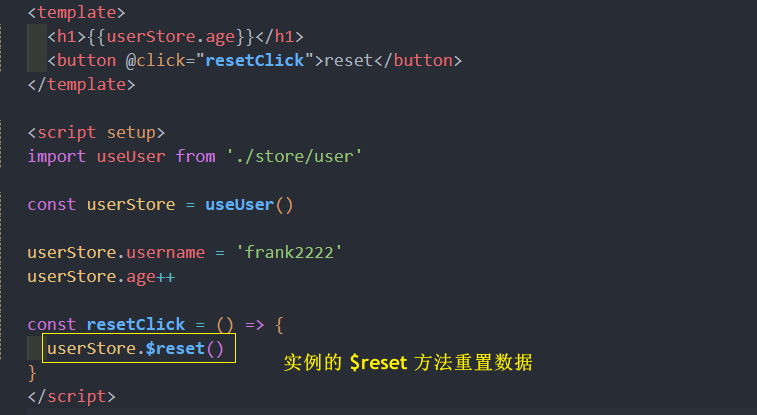 <template>
<h1>{{userStore.age}}</h1>
<button @click="resetClick">reset</button>
</template>
<script setup>
import useUser from './store/user'
const userStore = useUser()
userStore.username = 'frank2222'
userStore.age++
const resetClick = () => {
userStore.$reset()
实例的 $reset 方法重置数据
}
</script>